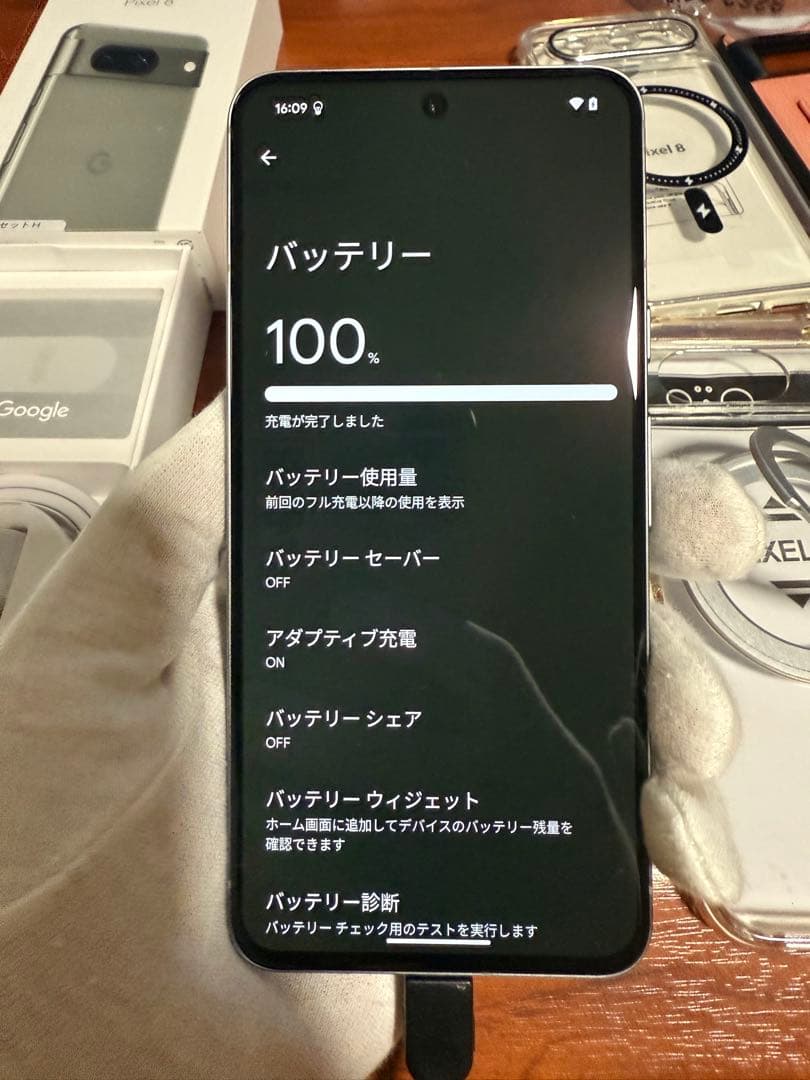 Pixel 8
セットH
Google
16:09
バッテリー
100%
充電が完了しました
バッテリー使用量
前回のフル充電以降の使用を表示
バッテリー セーバー
OFF
アダプティブ充電
ON
バッテリー シェア
OFF
バッテリー ウィジェット
ホーム画面に追加してデバイスのバッテリー残量を
確認できます
バッテリー診断
バッテリー チェック用のテストを実行します
ixel 8
IXEL